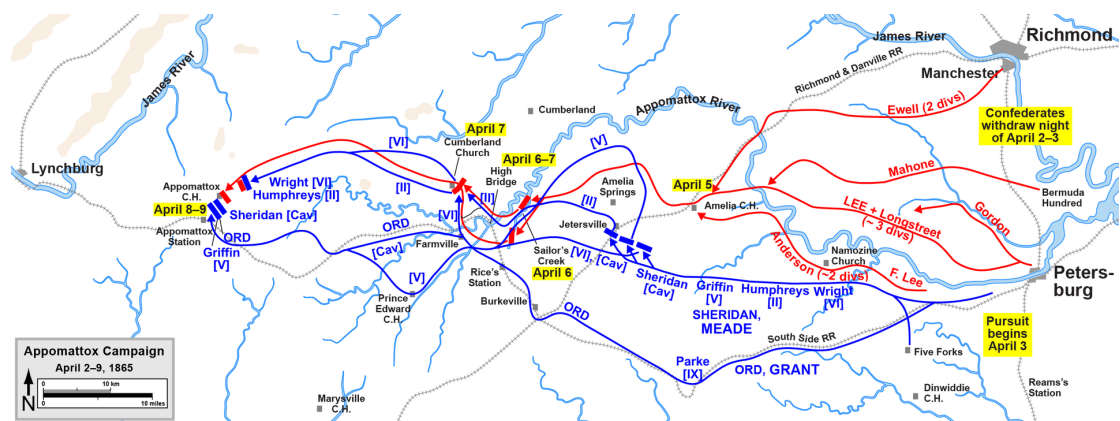 James River
Richmond
James River
Richmond & Danville RR
Manchester
April 7
[VI]
Cumberland
Appomattox River
Ewell (2 divs)
Confederates
withdraw night
of April 2–3
[V]
Cumberland
Church
April 6–7
High
Bridge
Lynchburg
Appomattox
C.H.
Wright [VI]
Humphreys [II]
[II]
[II]
Amelia
Springs
April 5
Amelia C.H.
Mahone
Bermuda
Hundred
April 8–9
Sheridan [Cav]
[VI]
[II]
LEE + Longstreet
(~ 3 divs)
Gordon
Appomattox
Station
ORD
Griffin
[V]
ORD
[Cav]
Farmville
Jetersville
Sailor's
Creek
April 6
[VI], [Cav]
Anderson (~2 divs)
Namozine
Church
F. Lee
Peters-
burg
[V]
Rice's
Station
Sheridan
[Cav]
Griffin
[V]
Humphreys
[II]
Wright
[VI]
Prince
Edward
C.H.
Burkeville
ORD
SHERIDAN,
MEADE
Pursuit
begins
April 3
South Side RR
Five Forks
Parke
[IX]
ORD, GRANT
Appomattox Campaign
April 2–9, 1865
0
10 km
0
10 miles
N
Marysville
C.H.
Dinwiddie
C.H.
Reams's
Station